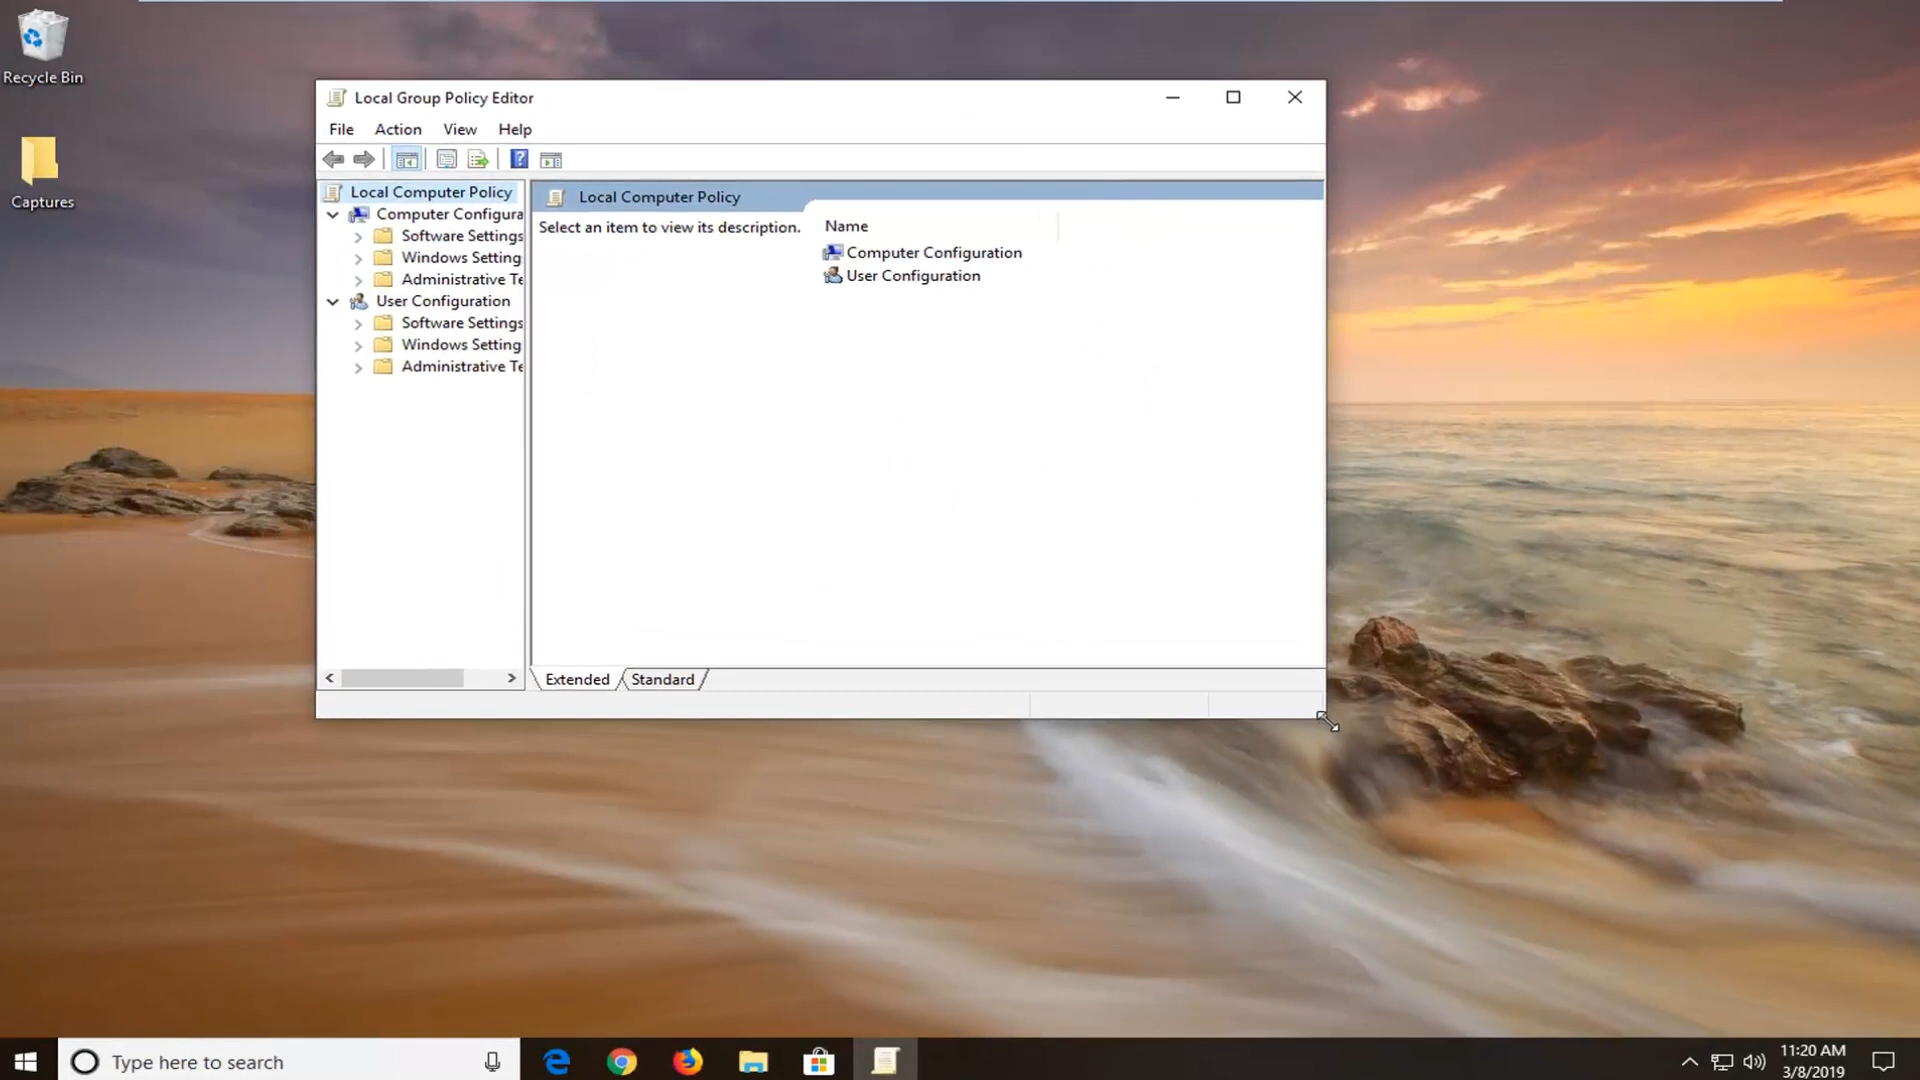 Recycle Bin
Captures
Local Group Policy Editor
File Action View Help
Local Computer Policy
Computer Configura
Software Settings
Windows Setting
Administrative Te
User Configuration
Software Settings
Windows Setting
Administrative Te
Local Computer Policy
Select an item to view its description.
Name
Computer Configuration
User Configuration
Extended Standard
Type here to search
11:20 AM
3/8/2019